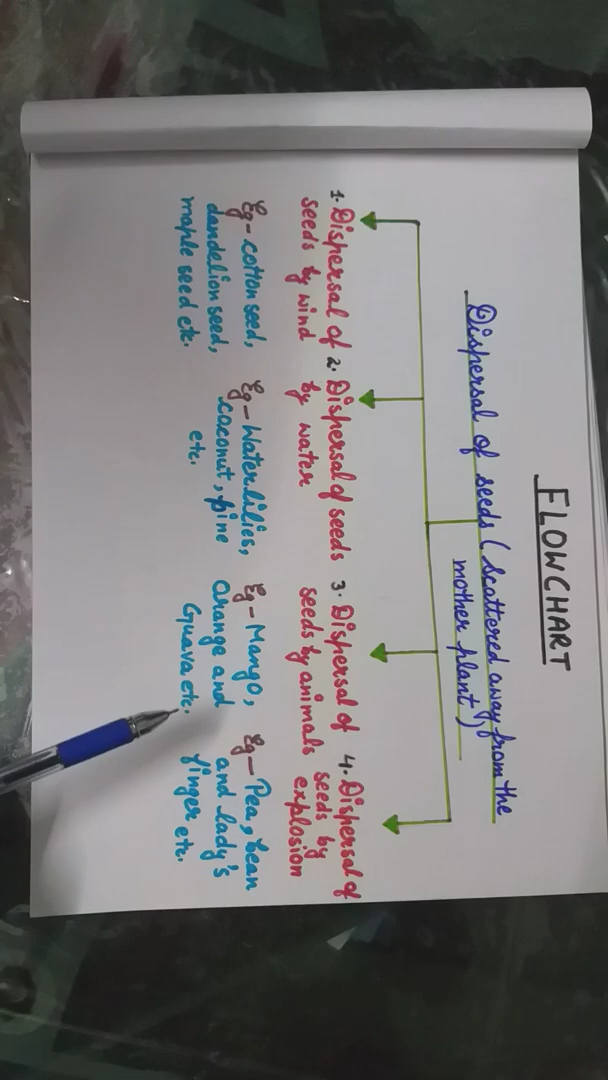 FLOWCHART
Dispersal of seeds (Scattered away from the
mother plant)
1. Dispersal of
seeds by wind
Eg- cotton seed,
dandelion seed,
maple seed etc.
2. Dispersal of seeds
by water
Eg- Waterlilies,
coconut, pine
etc.
3. Dispersal of
seeds by animals
Eg- Mango,
orange and
Guava etc.
4. Dispersal of
seeds by
explosion
Eg- Pea, bean
and lady's
finger etc.